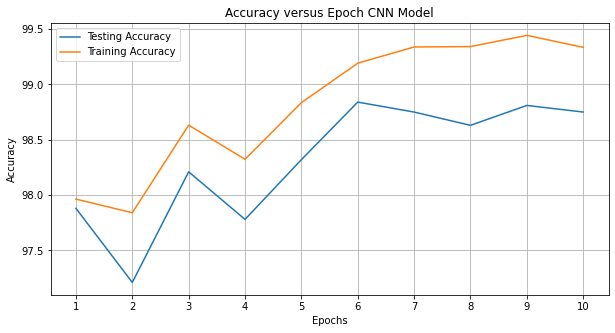 Accuracy versus Epoch CNN Model
Testing Accuracy
Training Accuracy
99.5
99.0
98.5
98.0
97.5
Accuracy
1 2 3 4 5 6 7 8 9 10
Epochs